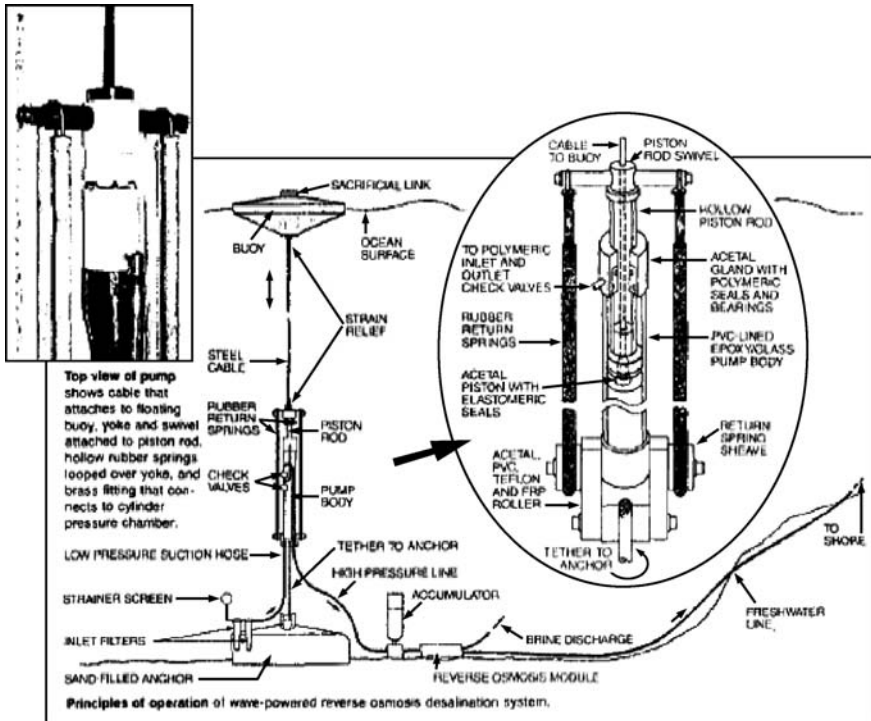 CABLE
TO BUOY
PISTON
ROD SWIVEL
SACRIFICIAL LINK
BUOY
OCEAN
SURFACE
HOLLOW
PISTON ROD
TO POLYMERIC
INLET AND
OUTLET
CHECK VALVES
ACETAL
GLAND WITH
POLYMERIC
SEALS AND
BEARINGS
STRAIN
RELIEF
RUBBER
RETURN
SPRINGS
PVC-LINED
EPOXY/GLASS
PUMP BODY
STEEL
CABLE
ACETAL
PISTON WITH
ELASTOMERIC
SEALS
Top view of pump
shows cable that
attaches to floating
buoy, yoke and swivel
attached to piston rod,
hollow rubber springs
looped over yoke, and
brass fitting that con-
nects to cylinder
pressure chamber.
RUBBER
RETURN
SPRINGS
PISTON
ROD
CHECK
VALVES
PUMP
BODY
RETURN
SPRING
SHEAVE
ACETAL,
PVC,
TEFLON
AND FRP
ROLLER
TETHER TO
ANCHOR
TO
SHORE
LOW PRESSURE SUCTION HOSE
TETHER TO ANCHOR
HIGH PRESSURE LINE
STRAINER SCREEN
ACCUMULATOR
FRESHWATER
LINE
INLET FILTERS
BRINE DISCHARGE
SAND-FILLED ANCHOR
REVERSE OSMOSIS MODULE
Principles of operation of wave-powered reverse osmosis desalination system.